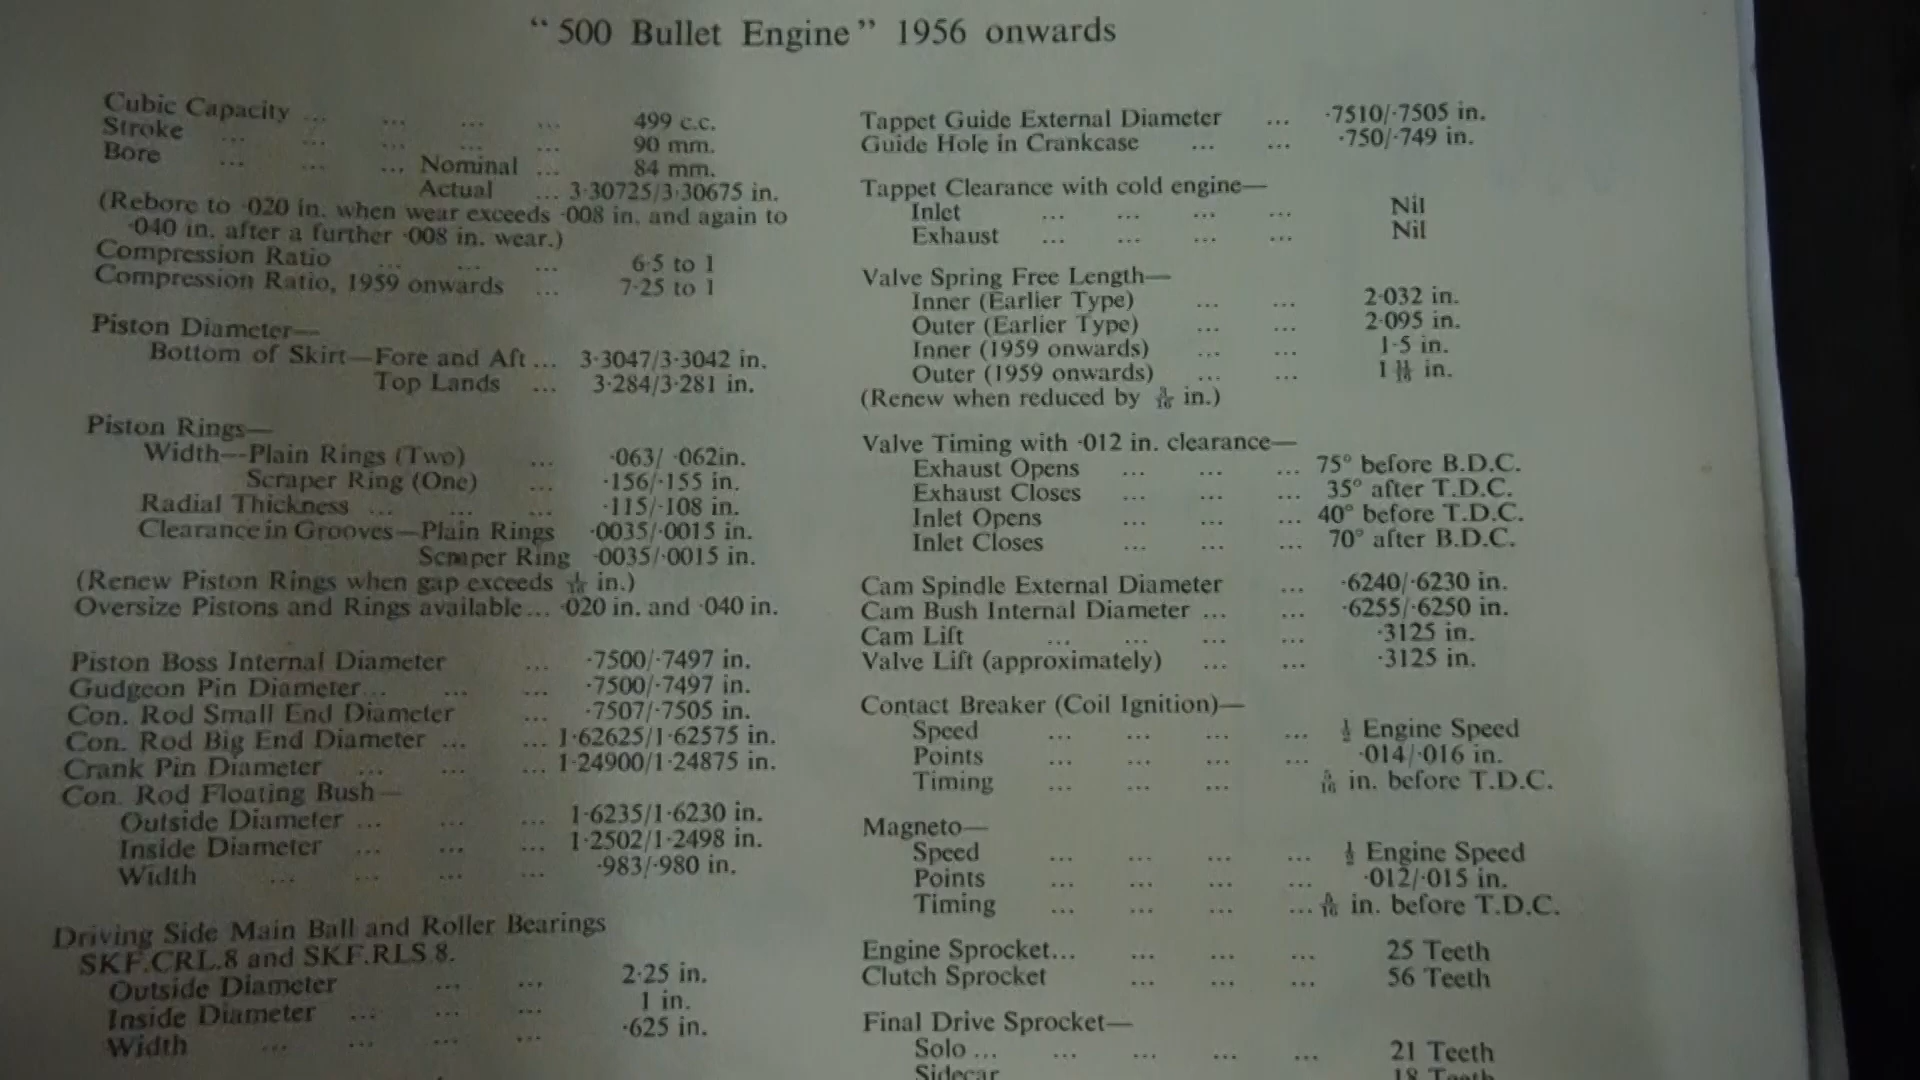 “ 500 Bullet Engine ” 1956 onwards
Cubic Capacity ... ... ... ... 499 c.c.
Stroke ... ... ... ... 90 mm.
Bore ... ... ... Nominal ... 84 mm.
Actual ... 3·30725/3·30675 in.
(Rebore to ·020 in. when wear exceeds ·008 in. and again to
·040 in. after a further ·008 in. wear.)
Compression Ratio ... ... ... 6·5 to 1
Compression Ratio, 1959 onwards ... 7·25 to 1
Piston Diameter—
Bottom of Skirt—Fore and Aft ... 3·3047/3·3042 in.
Top Lands ... 3·284/3·281 in.
Piston Rings—
Width—Plain Rings (Two) ... ·063/ ·062in.
Scraper Ring (One) ... ·156/·155 in.
Radial Thickness ... ... ... ·115/·108 in.
Clearance in Grooves—Plain Rings ·0035/·0015 in.
Scraper Ring ·0035/·0015 in.
(Renew Piston Rings when gap exceeds 1/16 in.)
Oversize Pistons and Rings available ... ·020 in. and ·040 in.
Piston Boss Internal Diameter ... ·7500/·7497 in.
Gudgeon Pin Diameter ... ... ... ·7500/·7497 in.
Con. Rod Small End Diameter ... ·7507/·7505 in.
Con. Rod Big End Diameter ... ... 1·62625/1·62575 in.
Crank Pin Diameter ... ... ... 1·24900/1·24875 in.
Con. Rod Floating Bush—
Outside Diameter ... ... ... 1·6235/1·6230 in.
Inside Diameter ... ... ... 1·2502/1·2498 in.
Width ... ... ... ... ·983/·980 in.
Driving Side Main Ball and Roller Bearings
SKF.CRL.8 and SKF.RLS.8.
Outside Diameter ... ... 2·25 in.
Inside Diameter ... ... ... 1 in.
Width ... ... ... ... ·625 in.
Tappet Guide External Diameter ... ·7510/·7505 in.
Guide Hole in Crankcase ... ... ·750/·749 in.
Tappet Clearance with cold engine—
Inlet ... ... ... ... Nil
Exhaust ... ... ... ... Nil
Valve Spring Free Length—
Inner (Earlier Type) ... ... 2·032 in.
Outer (Earlier Type) ... ... 2·095 in.
Inner (1959 onwards) ... ... 1·5 in.
Outer (1959 onwards) ... ... 1 in.
(Renew when reduced by in.)
Valve Timing with ·012 in. clearance—
Exhaust Opens ... ... ... 75° before B.D.C.
Exhaust Closes ... ... ... 35° after T.D.C.
Inlet Opens ... ... ... 40° before T.D.C.
Inlet Closes ... ... ... 70° after B.D.C.
Cam Spindle External Diameter ... ·6240/·6230 in.
Cam Bush Internal Diameter ... ... ·6255/·6250 in.
Cam Lift ... ... ... ... ·3125 in.
Valve Lift (approximately) ... ... ·3125 in.
Contact Breaker (Coil Ignition)—
Speed ... ... ... ... ½ Engine Speed
Points ... ... ... ... ·014/·016 in.
Timing ... ... ... in. before T.D.C.
Magneto—
Speed ... ... ... ... ½ Engine Speed
Points ... ... ... ... ·012/·015 in.
Timing ... ... ... ... in. before T.D.C.
Engine Sprocket ... ... ... ... 25 Teeth
Clutch Sprocket ... ... ... 56 Teeth
Final Drive Sprocket—
Solo ... ... ... ... ... 21 Teeth
Sidecar 18 Teeth